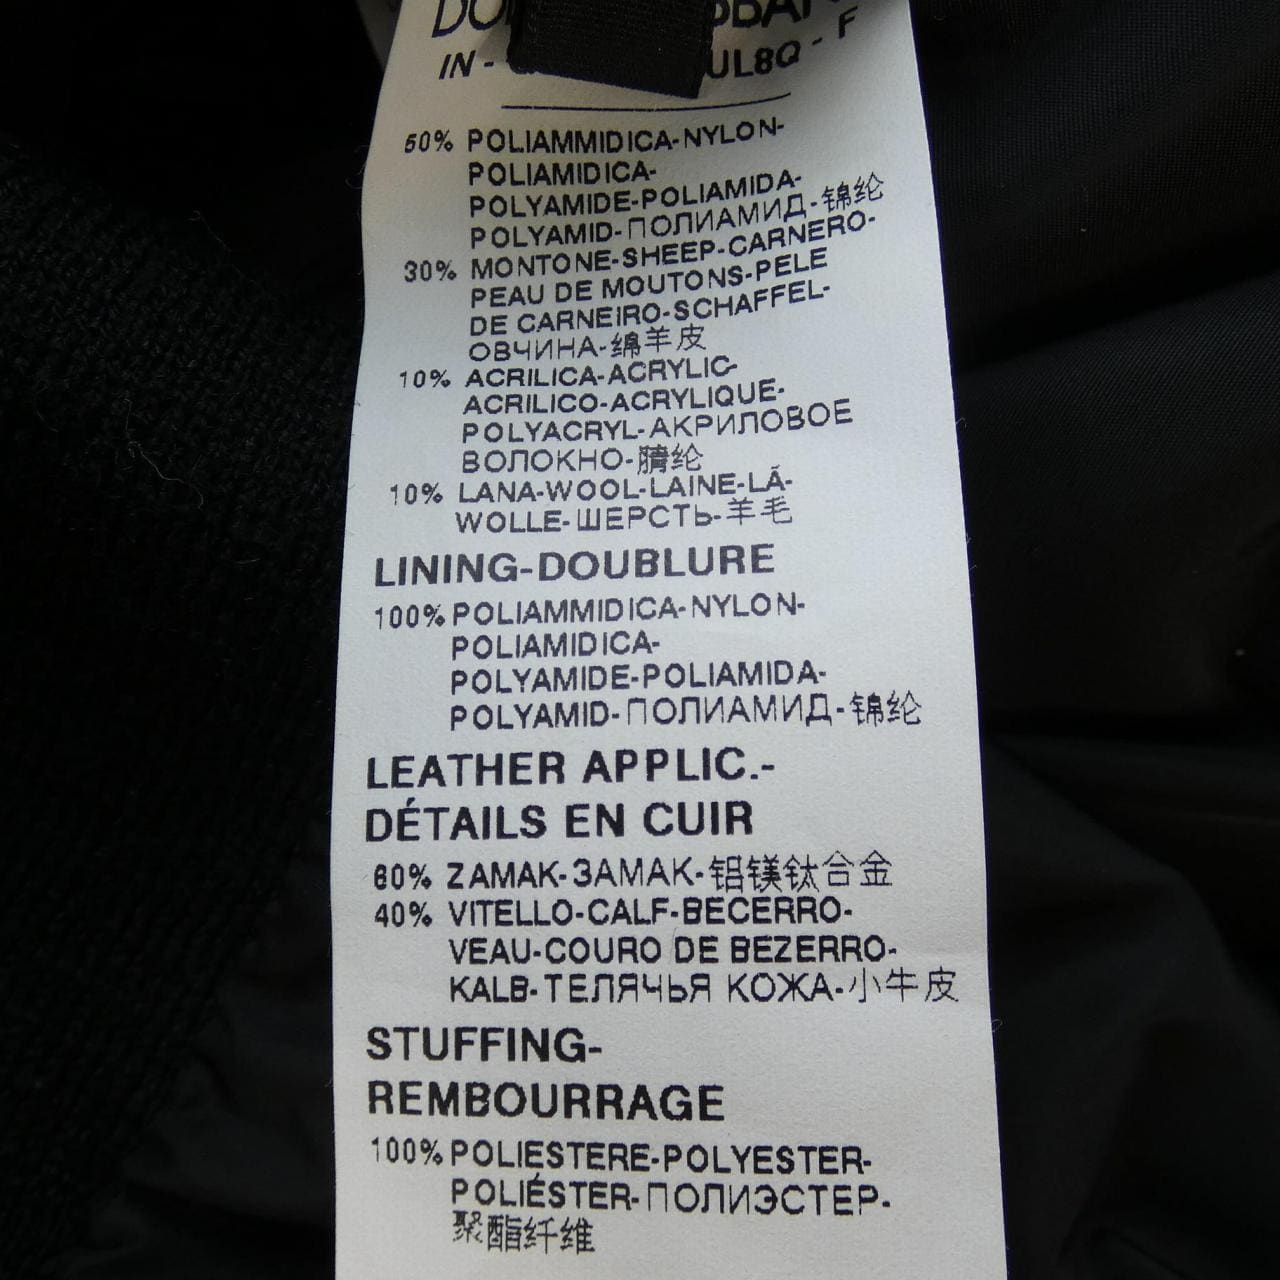 IN - UL8Q - F
50% POLIAMMIDICA-NYLON-
POLIAMIDICA-
POLYAMIDE-POLIAMIDA-
POLYAMID-ПОЛИАМИД-锦纶
30% MONTONE-SHEEP-CARNERO-
PEAU DE MOUTONS-PELE
DE CARNEIRO-SCHAFFEL-
ОВЧИНА-绵羊皮
10% ACRILICA-ACRYLIC-
ACRILICO-ACRYLIQUE-
POLYACRYL-АКРИЛОВОЕ
ВОЛОКНО-腈纶
10% LANA-WOOL-LAINE-LÃ-
WOLLE-ШЕРСТЬ-羊毛
LINING-DOUBLURE
100% POLIAMMIDICA-NYLON-
POLIAMIDICA-
POLYAMIDE-POLIAMIDA-
POLYAMID-ПОЛИАМИД-锦纶
LEATHER APPLIC.-
DÉTAILS EN CUIR
60% ZAMAK-ЗАМАК-铝镁钛合金
40% VITELLO-CALF-BECERRO-
VEAU-COURO DE BEZERRO-
KALB-ТЕЛЯЧЬЯ КОЖА-小牛皮
STUFFING-
REMBOURRAGE
100% POLIESTERE-POLYESTER-
POLIÉSTER-ПОЛИЭСТЕР-
聚酯纤维